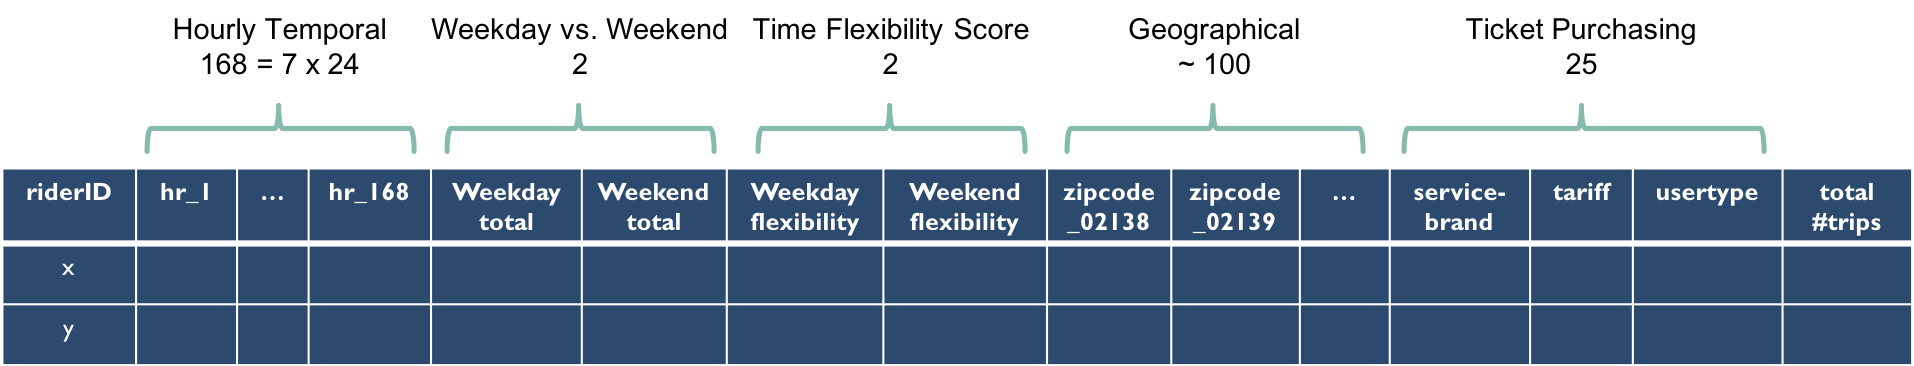 Hourly Temporal
168 = 7 x 24
Weekday vs. Weekend
2
Time Flexibility Score
2
Geographical
~ 100
Ticket Purchasing
25
riderID
hr_1
...
hr_168
Weekday
total
Weekend
total
Weekday
flexibility
Weekend
flexibility
zipcode
_02138
zipcode
_02139
...
service-
brand
tariff
usertype
total
#trips
x
y